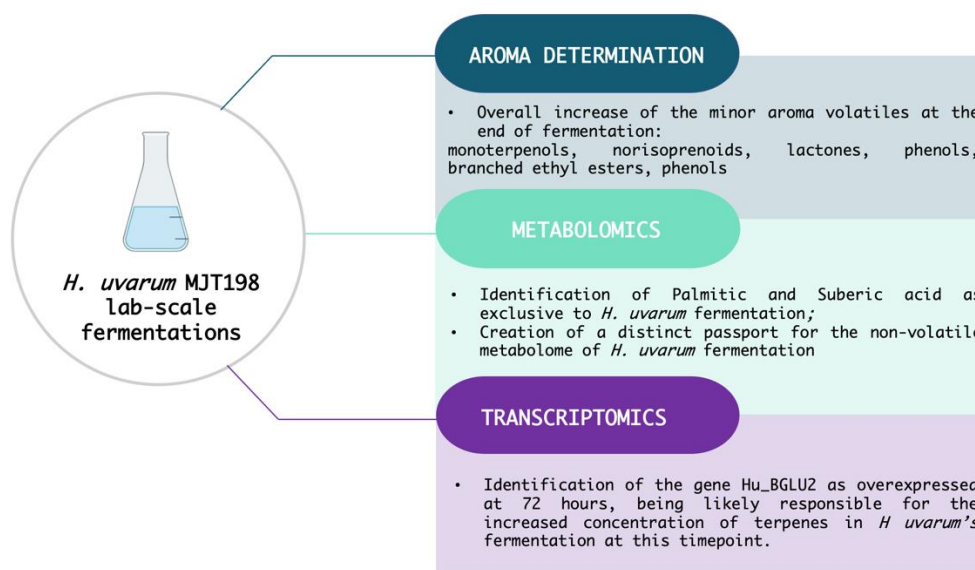 H. uvarum MJT198
lab-scale
fermentations
AROMA DETERMINATION
• Overall increase of the minor aroma volatiles at the
end of fermentation:
monoterpenols, norisoprenoids, lactones, phenols,
branched ethyl esters, phenols
METABOLOMICS
• Identification of Palmitic and Suberic acid as
exclusive to H. uvarum fermentation;
• Creation of a distinct passport for the non-volatile
metabolome of H. uvarum fermentation
TRANSCRIPTOMICS
• Identification of the gene Hu_BGLU2 as overexpressed
at 72 hours, being likely responsible for the
increased concentration of terpenes in H uvarum’s
fermentation at this timepoint.